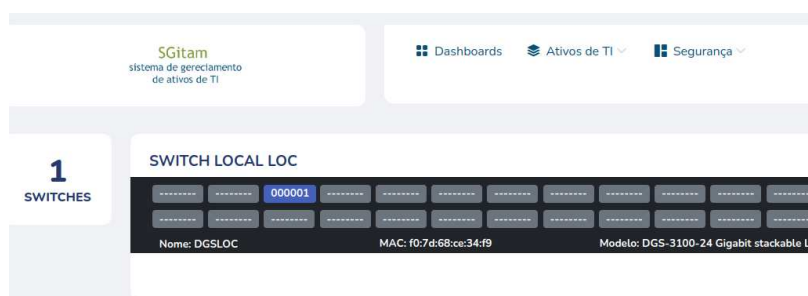 SGitam
sistema de gereclamento
de ativos de TI
Dashboards Ativos de TI Segurança
1
SWITCHES
SWITCH LOCAL LOC
-------- -------- 000001 -------- -------- -------- -------- -------- -------- -------- -------- --------
-------- -------- -------- -------- -------- -------- -------- -------- -------- -------- -------- --------
Nome: DGSLOC MAC: f0:7d:68:ce:34:f9 Modelo: DGS-3100-24 Gigabit stackable L